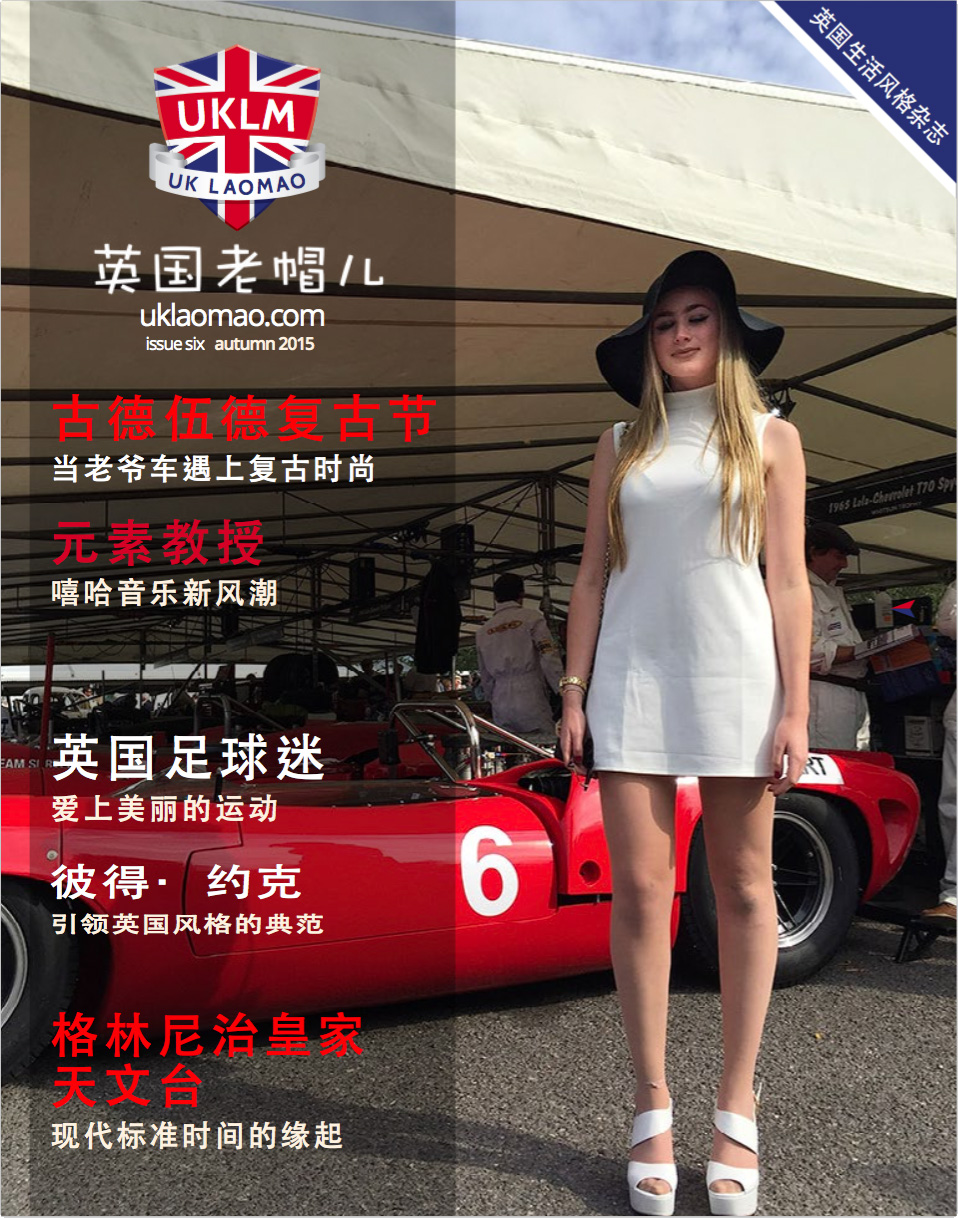 英国生活风格杂志
UKLM
UK LAOMAO
英国老帽儿
uklaomao.com
issue six autumn 2015
古德伍德复古节
当老爷车遇上复古时尚
元素教授
嘻哈音乐新风潮
1965 Lola-Chevrolet T70 Spy
英国足球迷
爱上美丽的运动
6
彼得· 约克
引领英国风格的典范
格林尼治皇家
天文台
现代标准时间的缘起